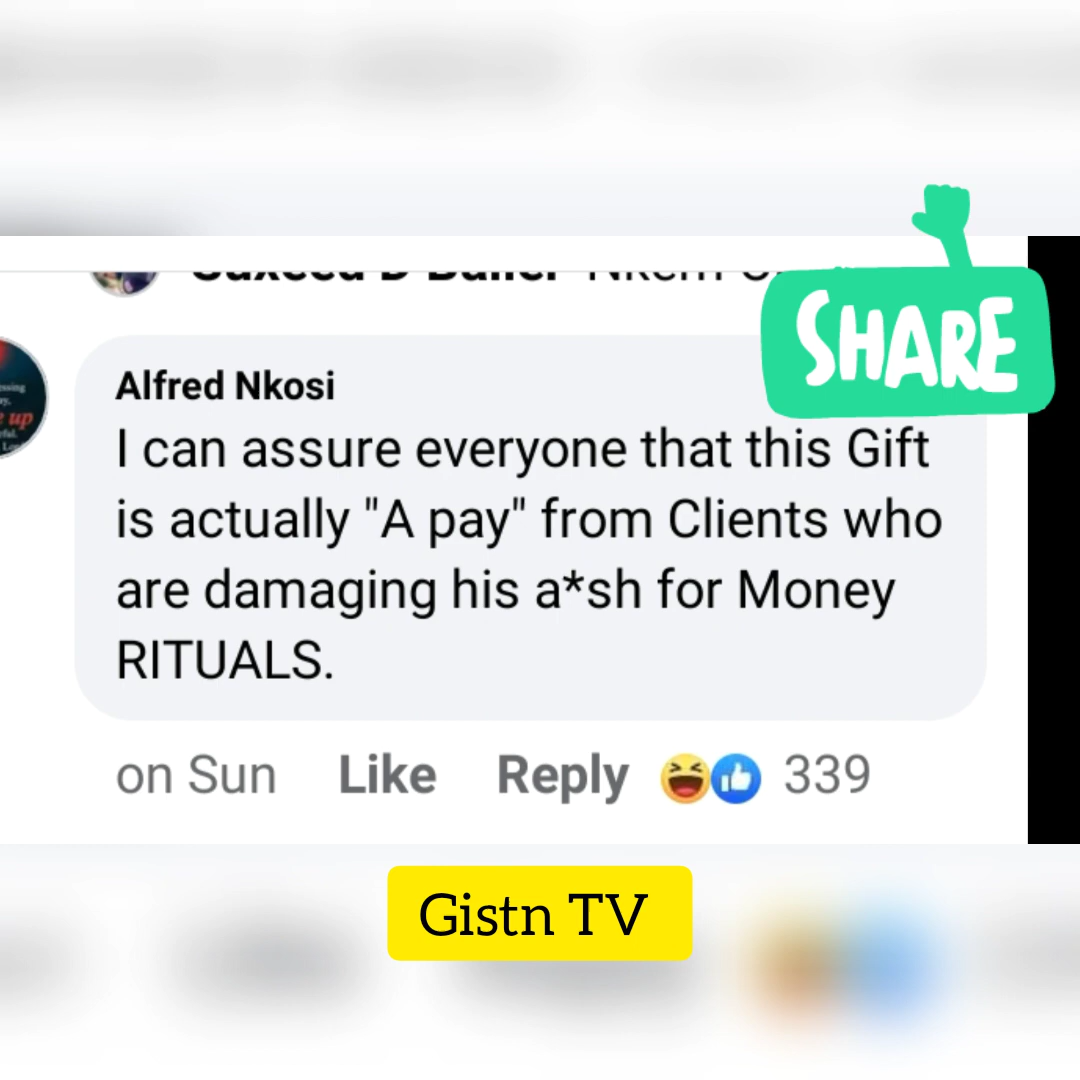 SHARE
Alfred Nkosi
I can assure everyone that this Gift
is actually "A pay" from Clients who
are damaging his a*sh for Money
RITUALS.
on Sun Like Reply 339
Gistn TV